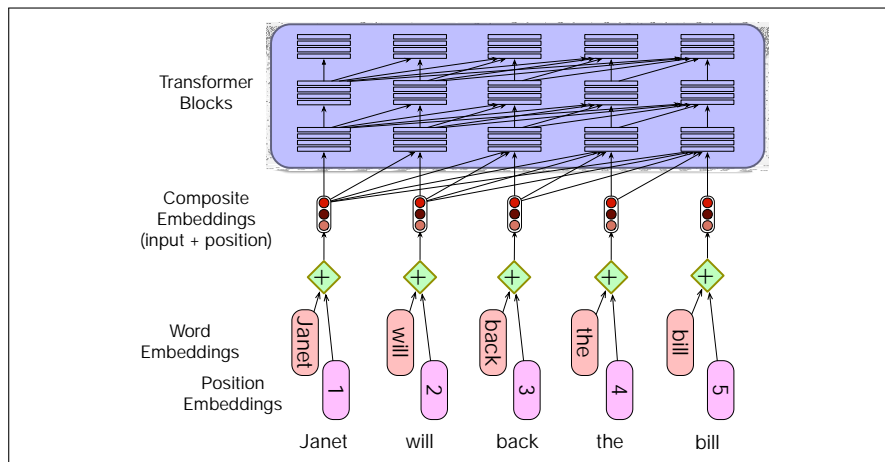 Transformer
Blocks
Composite
Embeddings
(input + position)
+ + + + +
Word
Embeddings
Janet will back the bill
Position
Embeddings
1 2 3 4 5
Janet will back the bill